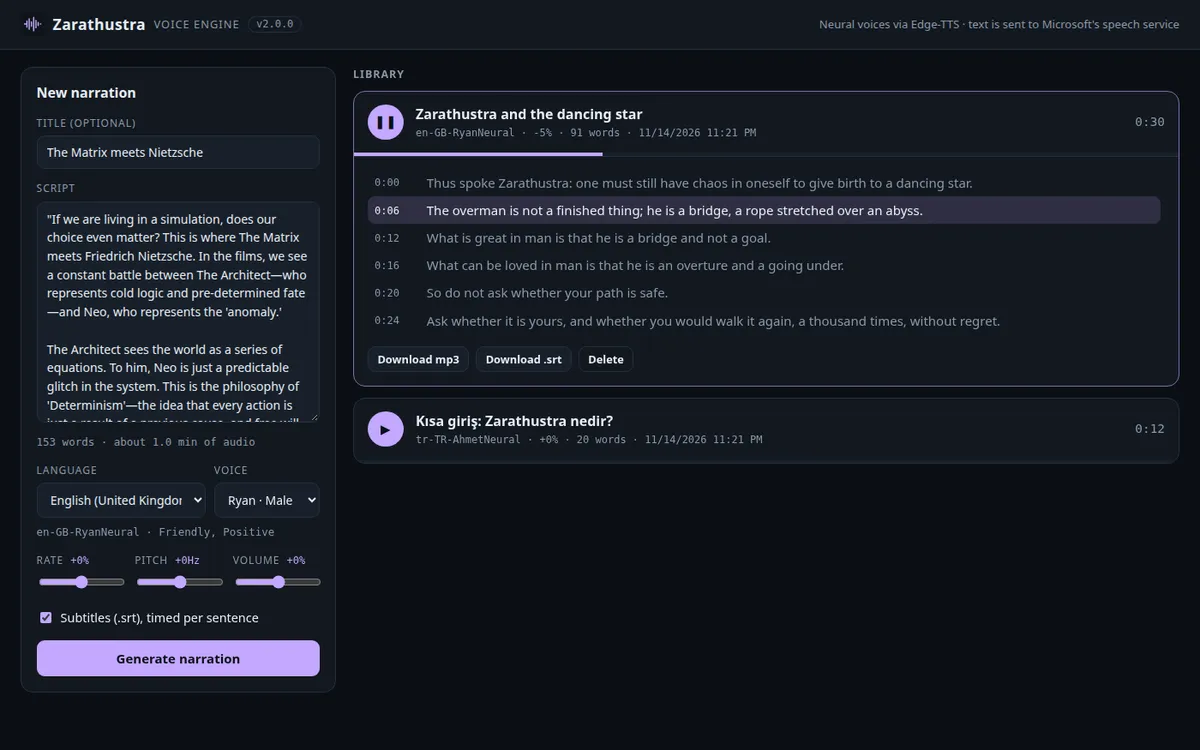 Zarathustra VOICE ENGINE v2.0.0
Neural voices via Edge-TTS · text is sent to Microsoft's speech service
New narration
TITLE (OPTIONAL)
The Matrix meets Nietzsche
SCRIPT
"If we are living in a simulation, does our
choice even matter? This is where The Matrix
meets Friedrich Nietzsche. In the films, we see
a constant battle between The Architect—who
represents cold logic and pre-determined fate
—and Neo, who represents the 'anomaly.'
The Architect sees the world as a series of
equations. To him, Neo is just a predictable
glitch in the system. This is the philosophy of
'Determinism'—the idea that every action is
just a result of a previous cause, and free will
153 words · about 1.0 min of audio
LANGUAGE VOICE
English (United Kingdor Ryan · Male
en-GB-RyanNeural · Friendly, Positive
RATE +0% PITCH +0Hz VOLUME +0%
Subtitles (.srt), timed per sentence
Generate narration
LIBRARY
Zarathustra and the dancing star
en-GB-RyanNeural · -5% · 91 words · 11/14/2026 11:21 PM
0:30
0:00 Thus spoke Zarathustra: one must still have chaos in oneself to give birth to a dancing star.
0:06 The overman is not a finished thing; he is a bridge, a rope stretched over an abyss.
0:12 What is great in man is that he is a bridge and not a goal.
0:16 What can be loved in man is that he is an overture and a going under.
0:20 So do not ask whether your path is safe.
0:24 Ask whether it is yours, and whether you would walk it again, a thousand times, without regret.
Download mp3 Download .srt Delete
Kısa giriş: Zarathustra nedir?
tr-TR-AhmetNeural · +0% · 20 words · 11/14/2026 11:21 PM
0:12